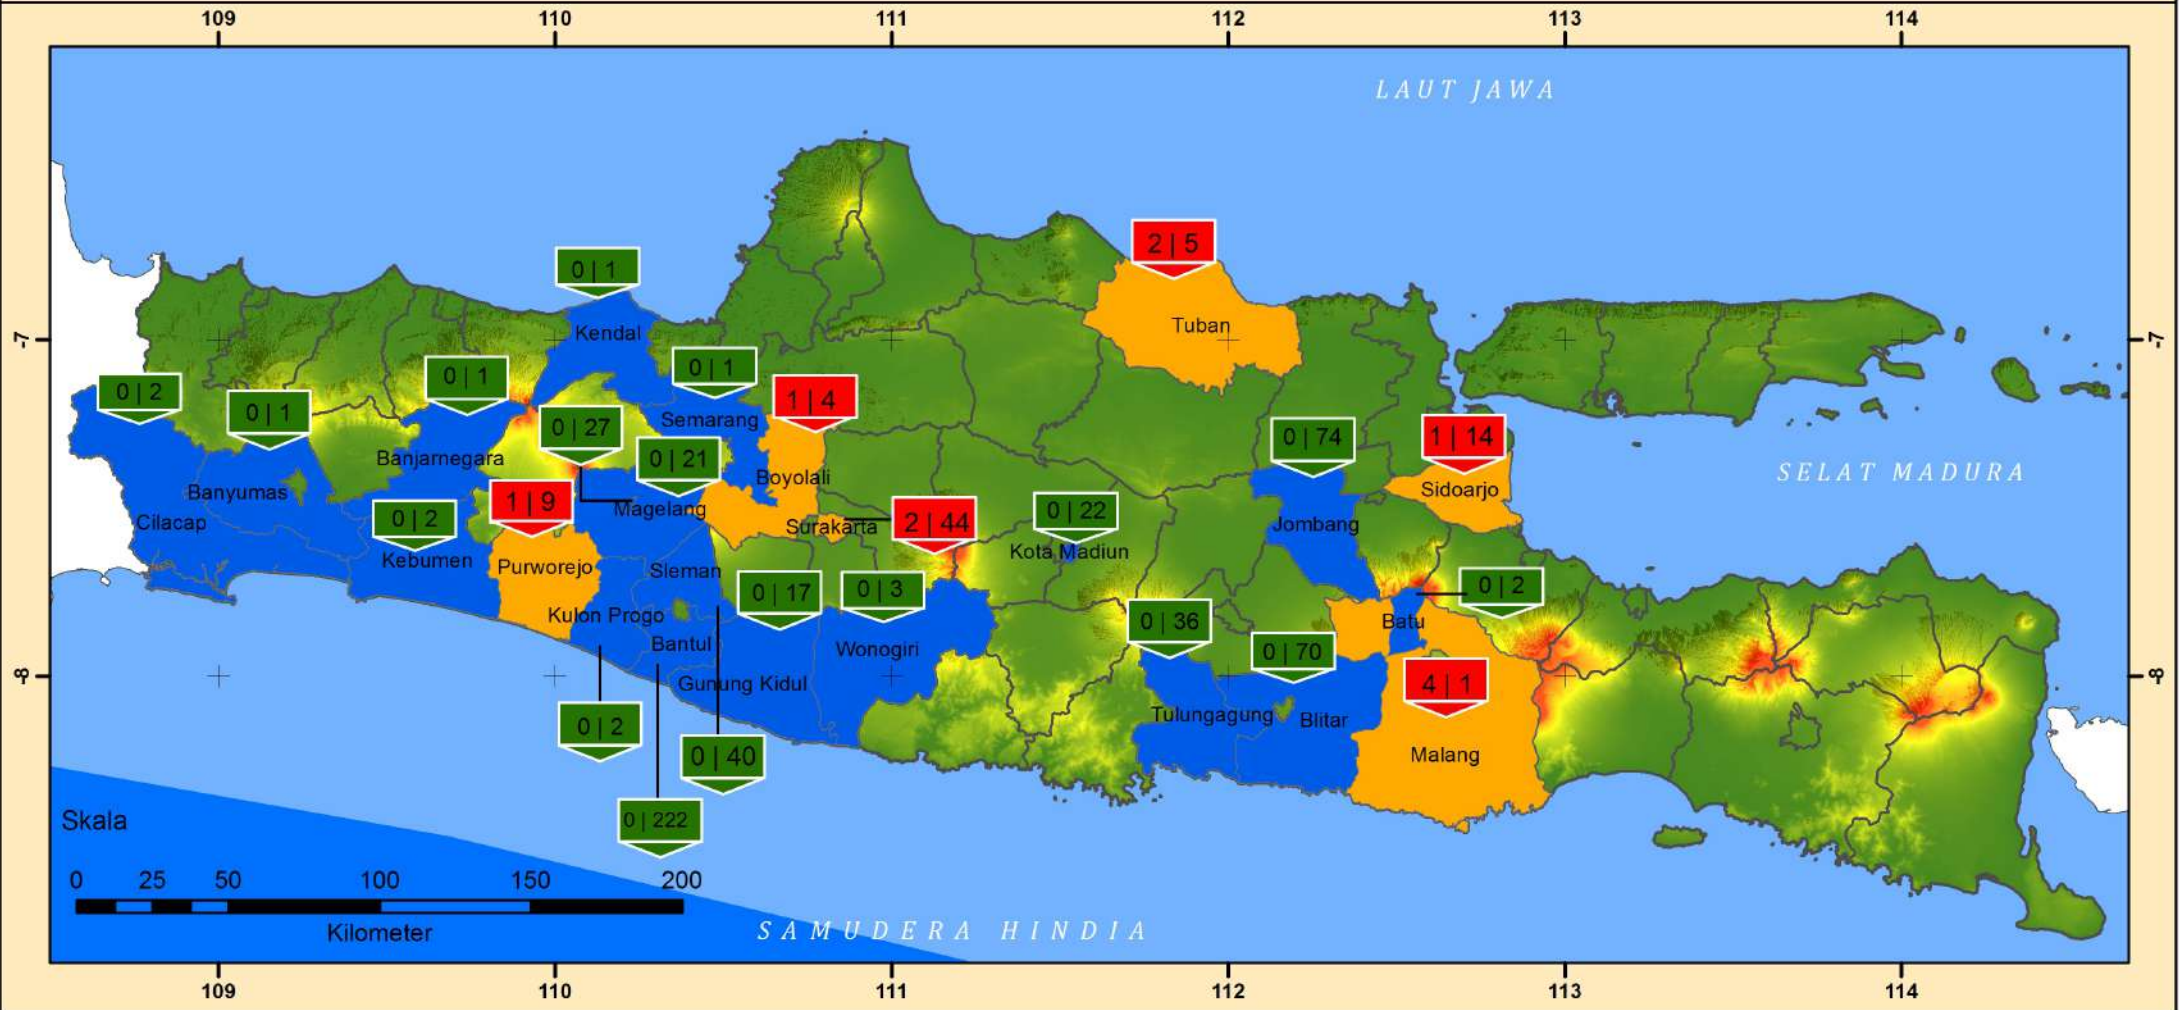 109 110 111 112 113 114
LAUT JAWA
2 | 5
0 | 1
Tuban
Kendal
-7 -7
0 | 1
0 | 1
0 | 2
1 | 4
0 | 1
Semarang
0 | 27
0 | 74
1 | 14
Banjarnegara
0 | 21
SELAT MADURA
Boyolali
Sidoarjo
Banyumas
1 | 9
Magelang
0 | 22
Cilacap
0 | 2
Surakarta
2 | 44
Jombang
Kota Madiun
Kebumen
Purworejo
Sleman
0 | 17
0 | 3
0 | 2
Kulon Progo
0 | 36
Batu
Bantul
Wonogiri
0 | 70
-8 -8
Gunung Kidul
4 | 1
Tulungagung
Blitar
0 | 2
0 | 40
Malang
0 | 222
Skala
0 25 50 100 150 200
Kilometer
SAMUDERA HINDIA
109 110 111 112 113 114